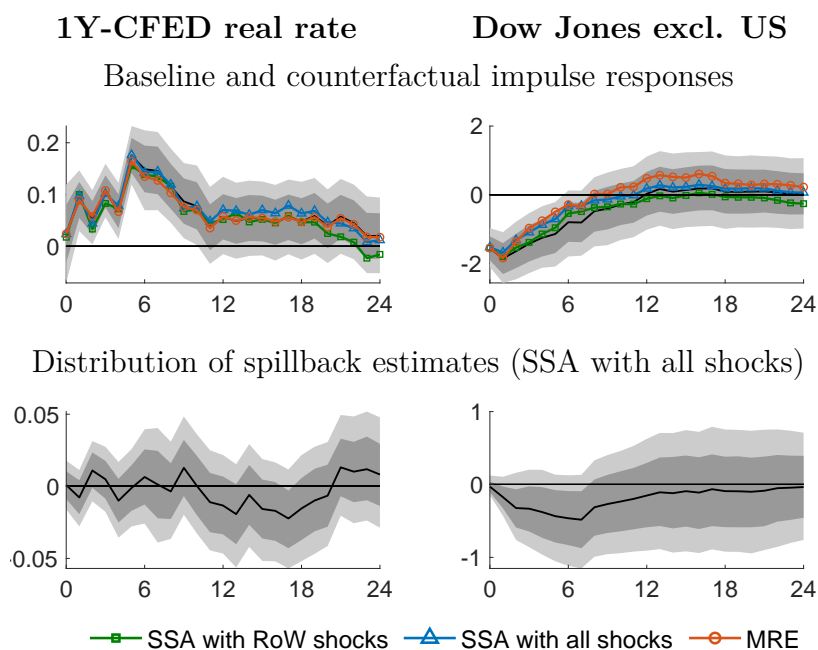 1Y-CFED real rate
Dow Jones excl. US
Baseline and counterfactual impulse responses
0.2
0.1
0
0 6 12 18 24
2
0
-2
0 6 12 18 24
Distribution of spillback estimates (SSA with all shocks)
0.05
0
-0.05
0 6 12 18 24
1
0
-1
0 6 12 18 24
SSA with RoW shocks SSA with all shocks MRE